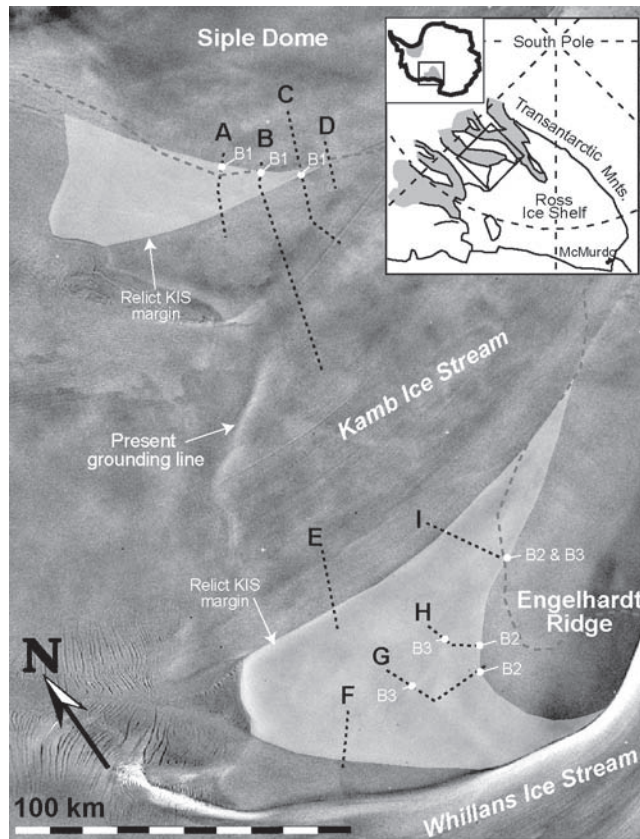 Siple Dome
South Pole
Transantarctic Mnts.
Ross
Ice Shelf
McMurdo
A
B
C
D
B1
B1
B1
Relict KIS
margin
Kamb Ice Stream
Present
grounding line
E
I
Relict KIS
margin
B2 & B3
Engelhardt
Ridge
H
B3
B2
G
B3
B2
F
N
100 km
Whillans Ice Stream